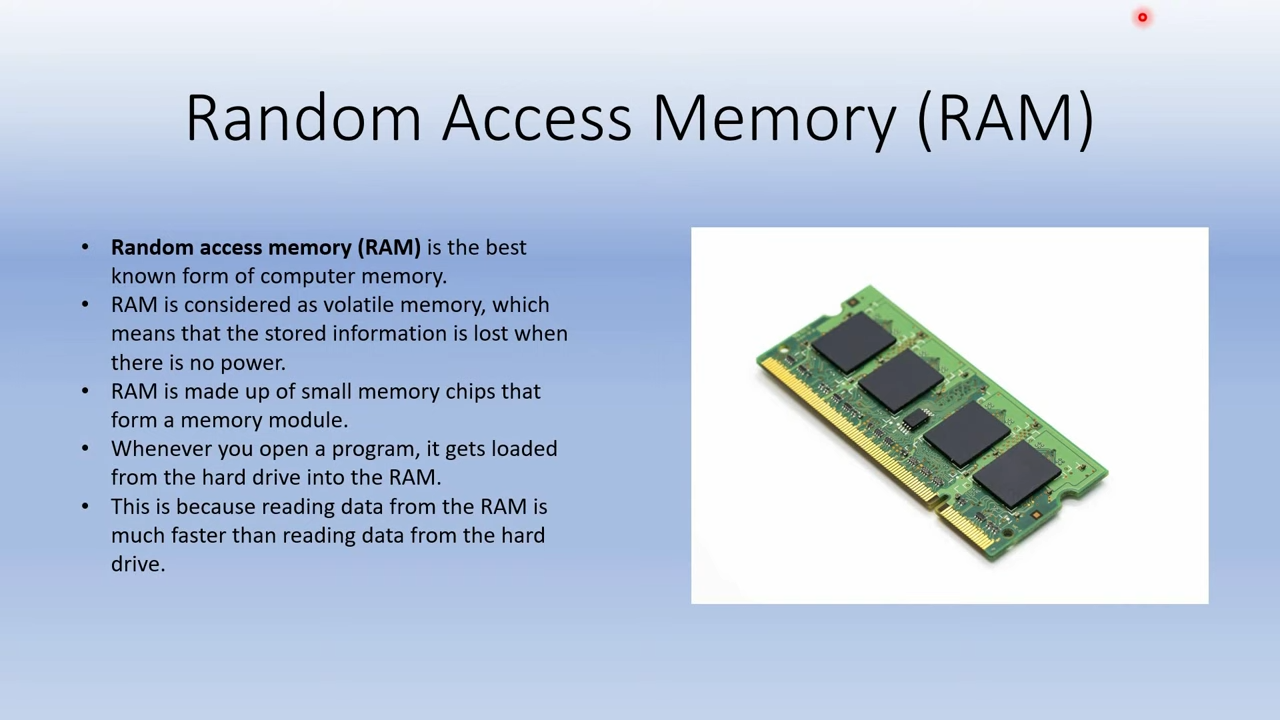 Random Access Memory (RAM)
• Random access memory (RAM) is the best
known form of computer memory.
• RAM is considered as volatile memory, which
means that the stored information is lost when
there is no power.
• RAM is made up of small memory chips that
form a memory module.
• Whenever you open a program, it gets loaded
from the hard drive into the RAM.
• This is because reading data from the RAM is
much faster than reading data from the hard
drive.